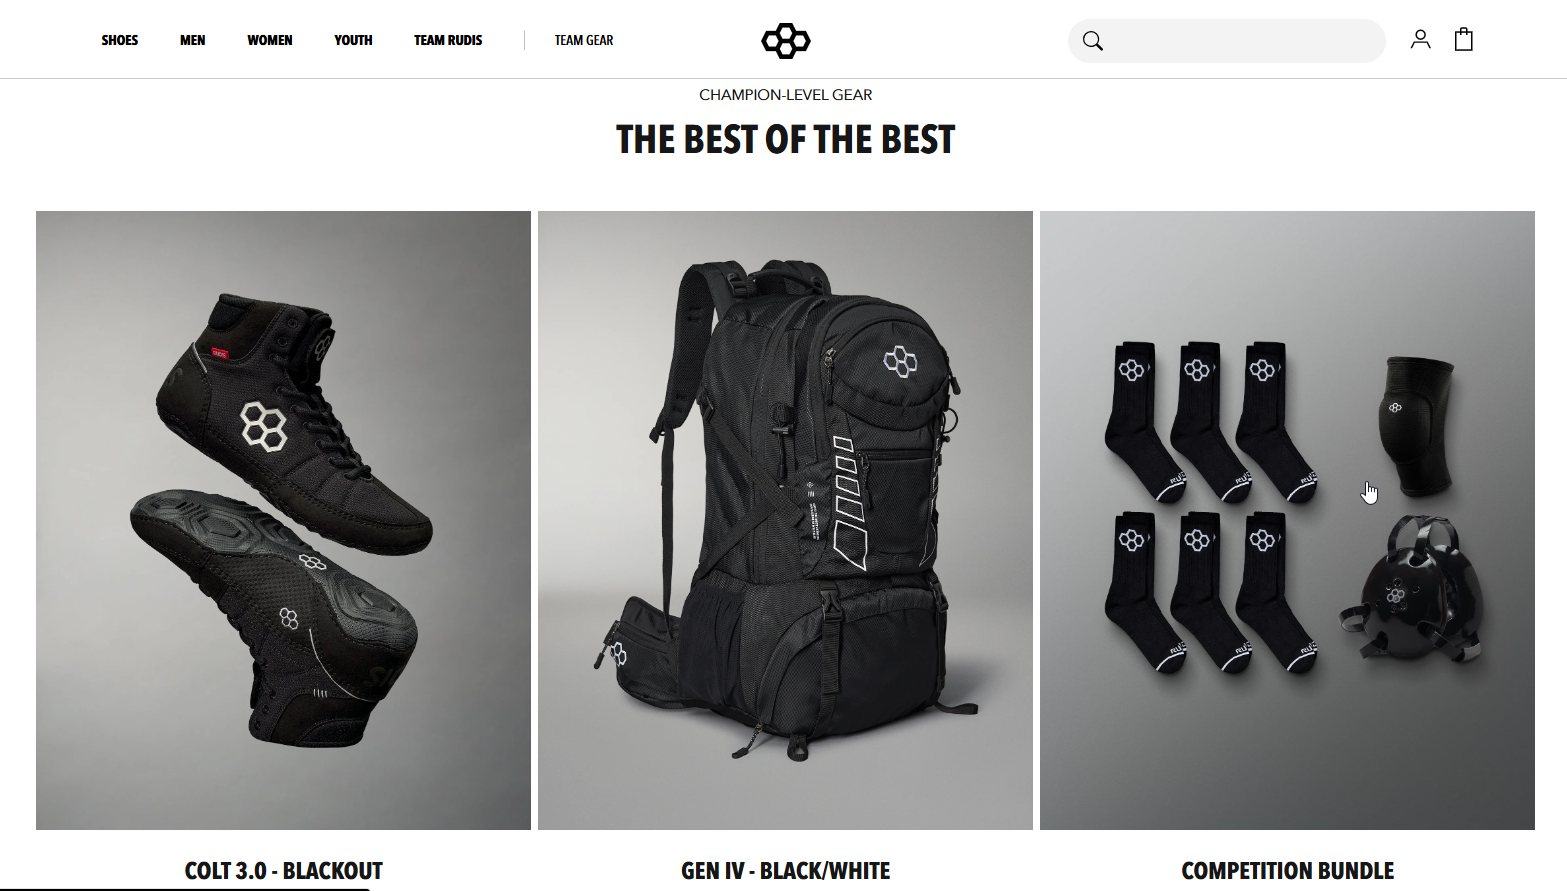 SHOES
MEN
WOMEN
YOUTH
TEAM RUDIS
TEAM GEAR
CHAMPION-LEVEL GEAR
THE BEST OF THE BEST
COLT 3.0 - BLACKOUT
GEN IV - BLACK/WHITE
COMPETITION BUNDLE